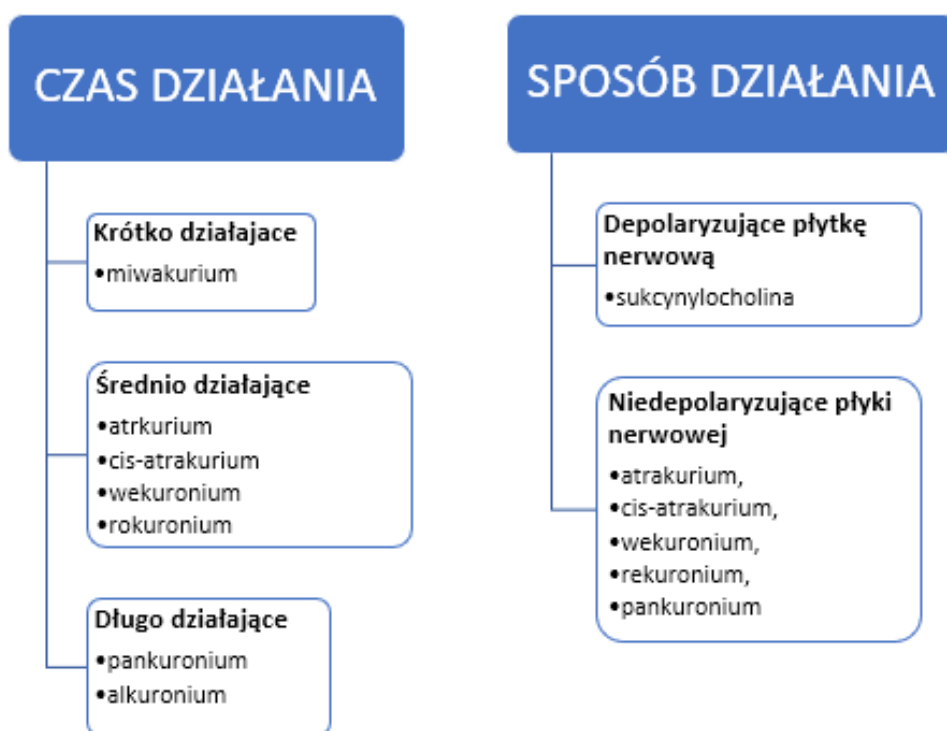 CZAS DZIAŁANIA
Krótko działajace
•miwakurium
Średnio działające
•atrkurium
•cis-atrakurium
•wekuronium
•rokuronium
Długo działające
•pankuronium
•alkuronium
SPOSÓB DZIAŁANIA
Depolaryzujące płytkę
nerwową
•sukcynylocholina
Niedepolaryzujące płyki
nerwowej
•atrakurium,
•cis-atrakurium,
•wekuronium,
•rekuronium,
•pankuronium